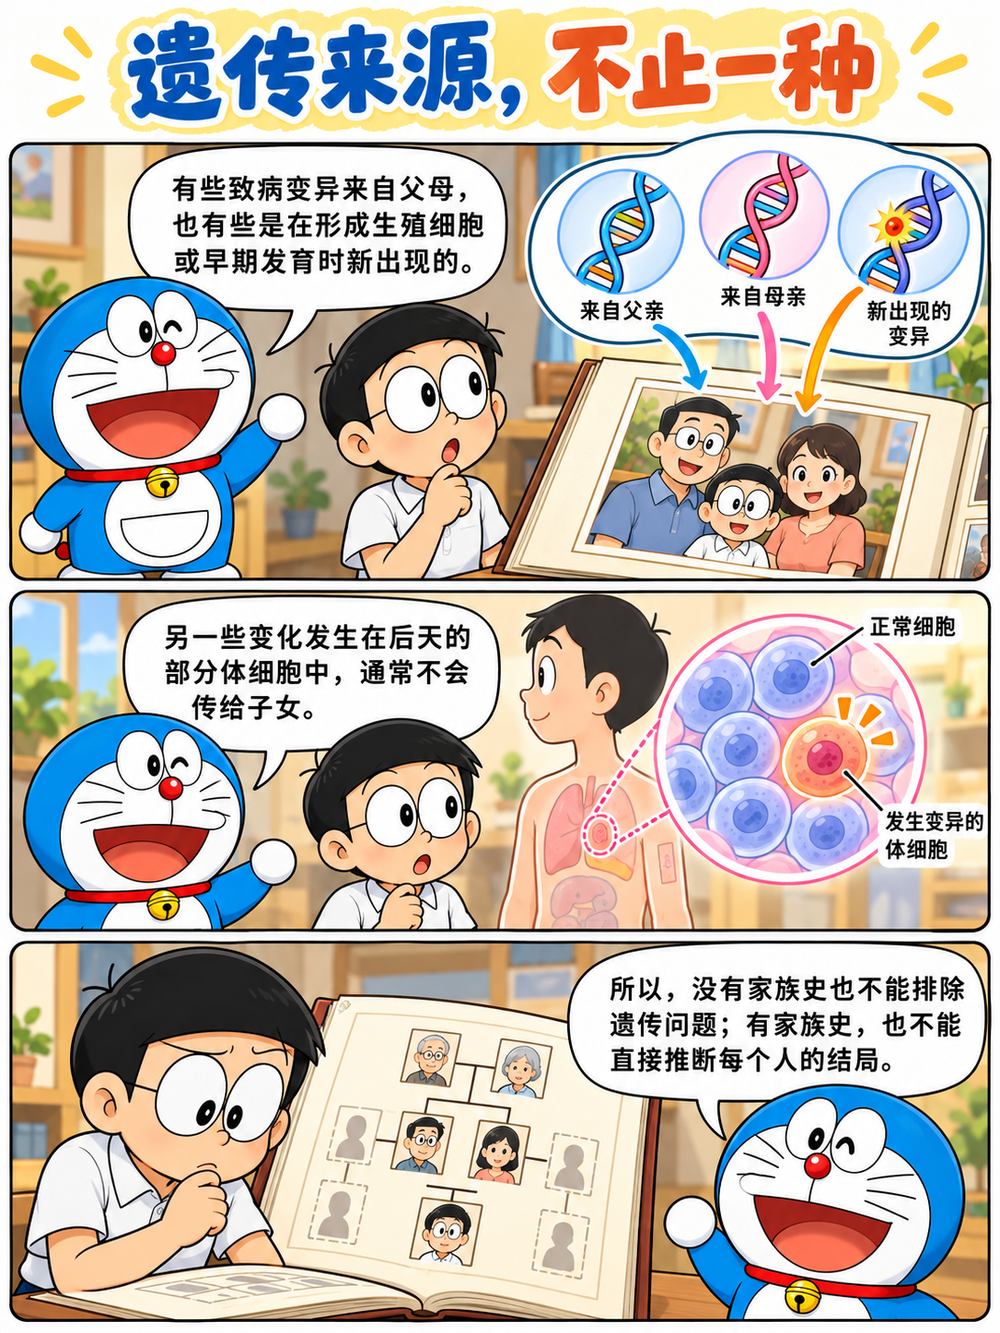 遗传来源，不止一种
有些致病变异来自父母，
也有些是在形成生殖细胞
或早期发育时新出现的。
来自父亲
来自母亲
新出现的
变异
另一些变化发生在后天的
部分体细胞中，通常不会
传给子女。
正常细胞
发生变异的
体细胞
所以，没有家族史也不能排除
遗传问题；有家族史，也不能
直接推断每个人的结局。